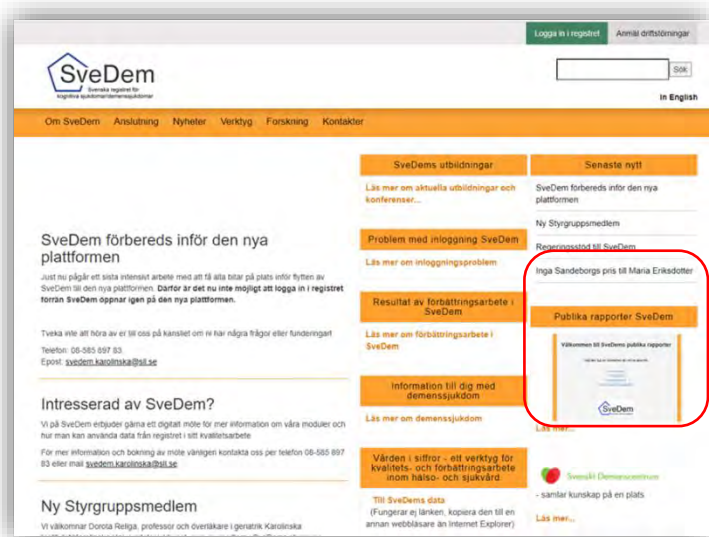 Logga in i registret
Anmäl driftstörningar
SveDem
Svenska registret för
kognitiva sjukdomar/demenssjukdomar
Sök
In English
Om SveDem Anslutning Nyheter Verktyg Forskning Kontakter
SveDem förbereds inför den nya
plattformen
Just nu pågår ett sista intensivt arbete med att få alla bitar på plats inför flytten av
SveDem till den nya plattformen. Därför är det nu inte möjligt att logga in i registret
förrän SveDem öppnar igen på den nya plattformen.
Tveka inte att höra av er till oss på kansliet om ni har några frågor eller funderingar!
Telefon: 08-585 897 83
Epost: svedem.karolinska@sll.se
Intresserad av SveDem?
Vi på SveDem erbjuder gärna ett digitalt möte för mer information om våra moduler och
hur man kan använda data från registret i sitt kvalitetsarbete
För mer information och bokning av möte vänligen kontakta oss per telefon 08-585 897
83 eller mail svedem.karolinska@sll.se
Ny Styrgruppsmedlem
Vi välkomnar Dorota Religa, professor och överläkare i geriatrik Karolinska
SveDems utbildningar
Läs mer om aktuella utbildningar och
konferenser...
Problem med inloggning SveDem
Läs mer om inloggningsproblem
Resultat av förbättringsarbete i
SveDem
Läs mer om förbättringsarbete i
SveDem
Information till dig med
demenssjukdom
Läs mer om demenssjukdom
Vården i siffror - ett verktyg för
kvalitets- och förbättringsarbete
inom hälso- och sjukvård
Till SveDems data
(Fungerar ej länken, kopiera den till en
annan webbläsare än Internet Explorer)
Senaste nytt
SveDem förbereds inför den nya
plattformen
Ny Styrgruppsmedlem
Regeringsstöd till SveDem
Inga Sandeborgs pris till Maria Eriksdotter
Publika rapporter SveDem
Välkommen till SveDems publika rapporter
SveDem
Läs mer...
Svenskt Demenscentrum
- samlar kunskap på en plats
Läs mer...